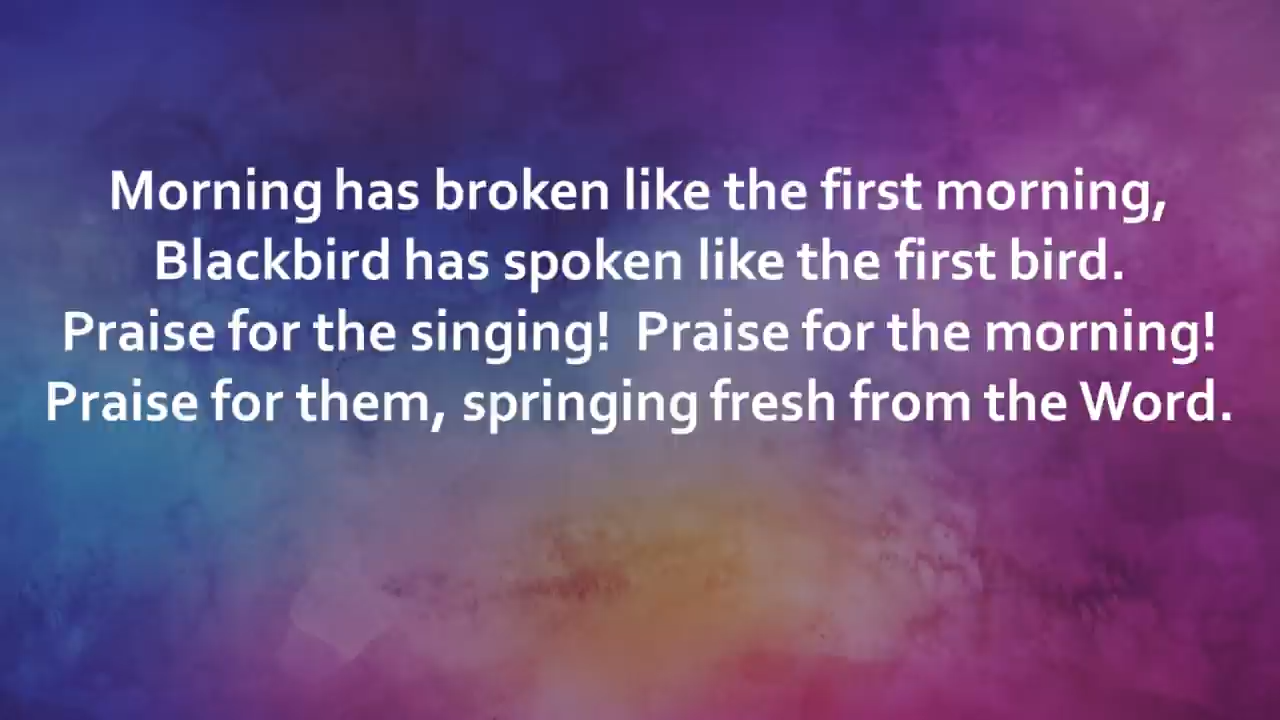 Morning has broken like the first morning,
Blackbird has spoken like the first bird.
Praise for the singing!  Praise for the morning!
Praise for them, springing fresh from the Word.